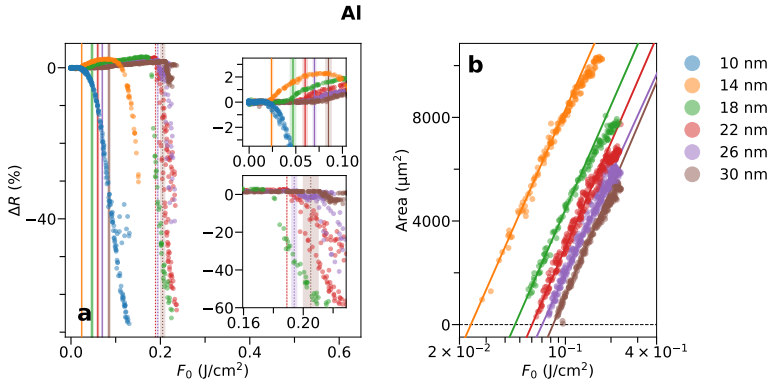 Al
0
−40
ΔR (%)
a
0.0
0.2
0.4
0.6
F₀ (J/cm²)
2
0
−2
0.00
0.05
0.10
0
−20
−40
−60
0.16
0.20
b
8000
4000
0
Area (μm²)
2 × 10⁻²
10⁻¹
4 × 10⁻¹
F₀ (J/cm²)
10 nm
14 nm
18 nm
22 nm
26 nm
30 nm